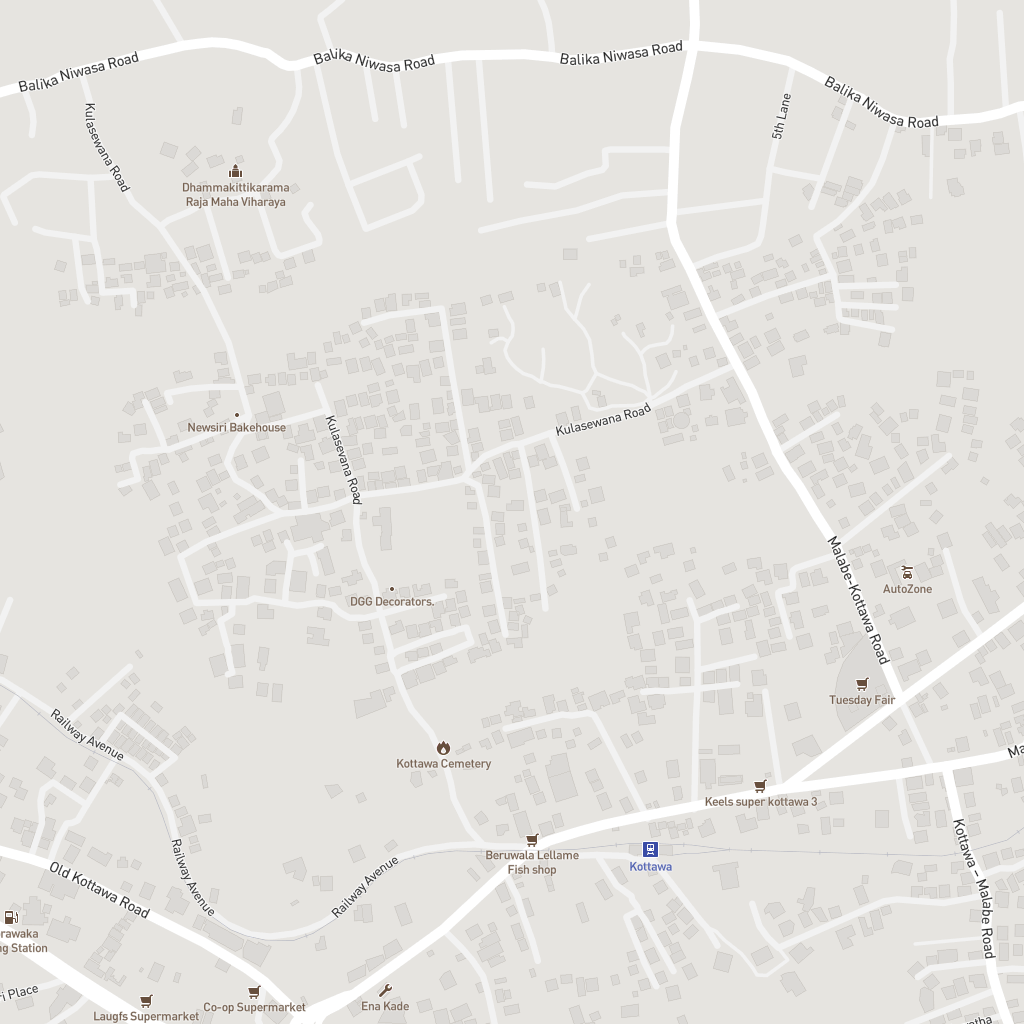 Balika Niwasa Road
Balika Niwasa Road
Balika Niwasa Road
Balika Niwasa Road
Kulasewana Road
5th Lane
Dhammakittikarama
Raja Maha Viharaya
Newsiri Bakehouse
Kulasevana Road
Kulasewana Road
DGG Decorators.
Malabe-Kottawa Road
AutoZone
Tuesday Fair
Railway Avenue
Kottawa Cemetery
Keels super kottawa 3
Beruwala Lellame
Fish shop
Kottawa
Kottawa - Malabe Road
Railway Avenue
Railway Avenue
Old Kottawa Road
Co-op Supermarket
Laugfs Supermarket
Ena Kade